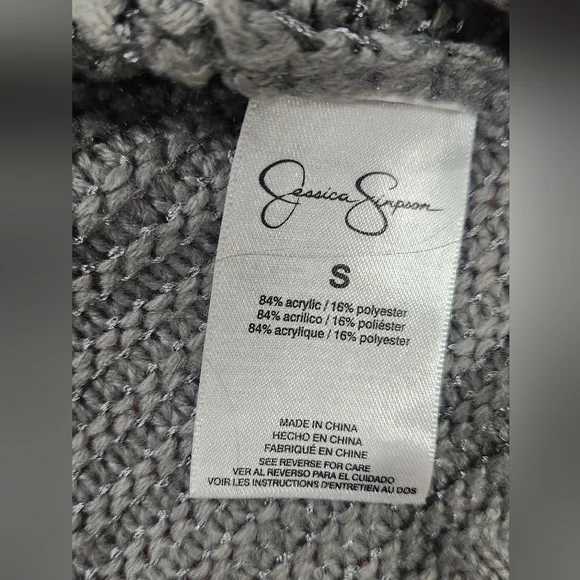 Jessica Simpson
S
84% acrylic / 16% polyester
84% acrilico / 16% poliéster
84% acrylique / 16% polyester
MADE IN CHINA
HECHO EN CHINA
FABRIQUÉ EN CHINE
SEE REVERSE FOR CARE
VER AL REVERSO PARA EL CUIDADO
VOIR LES INSTRUCTIONS D'ENTRETIEN AU DOS